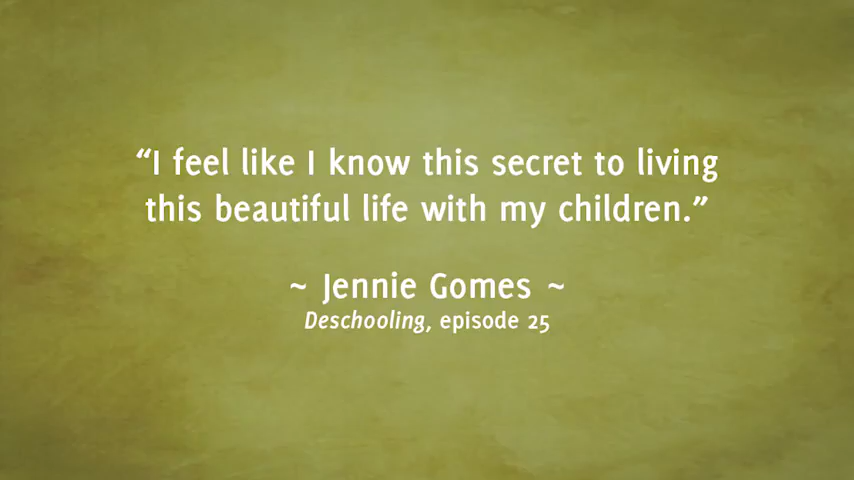 “I feel like I know this secret to living
this beautiful life with my children.”
~ Jennie Gomes ~
Deschooling, episode 25